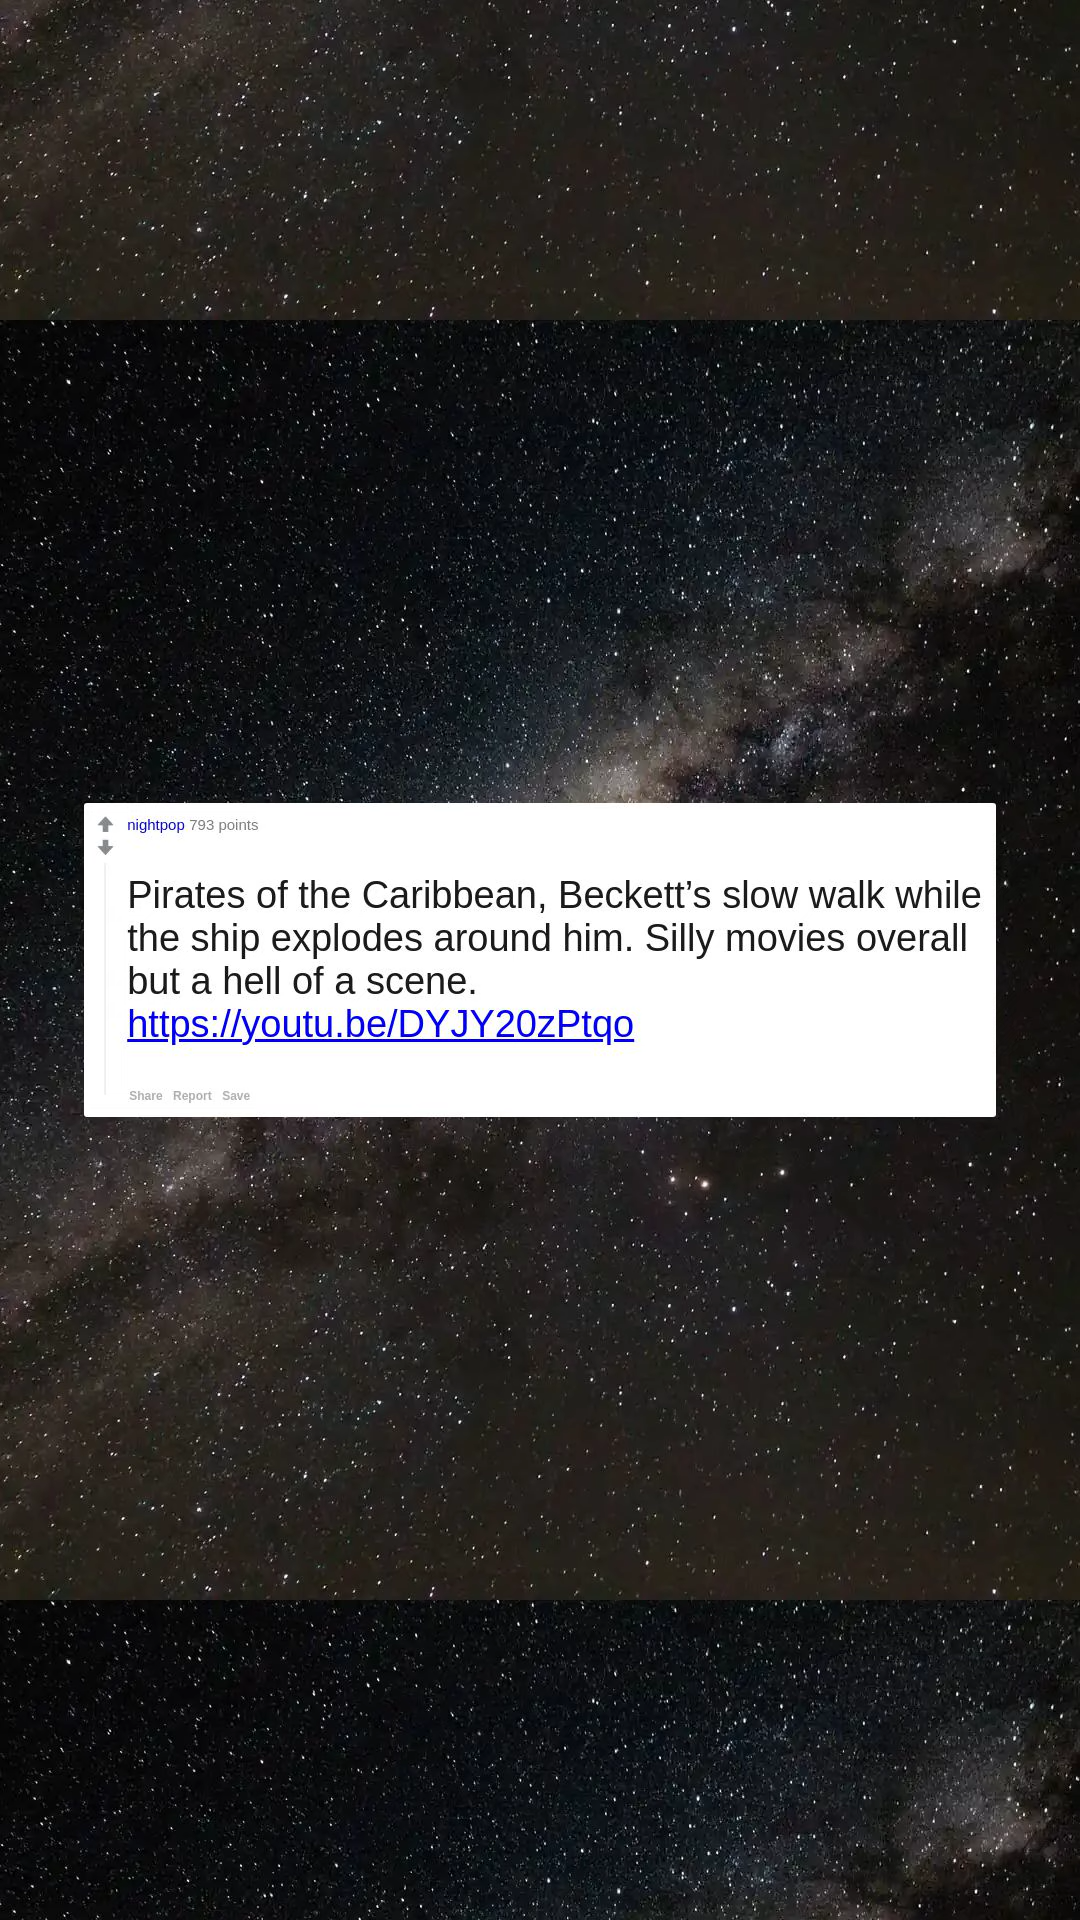 nightpop 793 points
Pirates of the Caribbean, Beckett’s slow walk while
the ship explodes around him. Silly movies overall
but a hell of a scene.
https://youtu.be/DYJY20zPtqo
Share Report Save